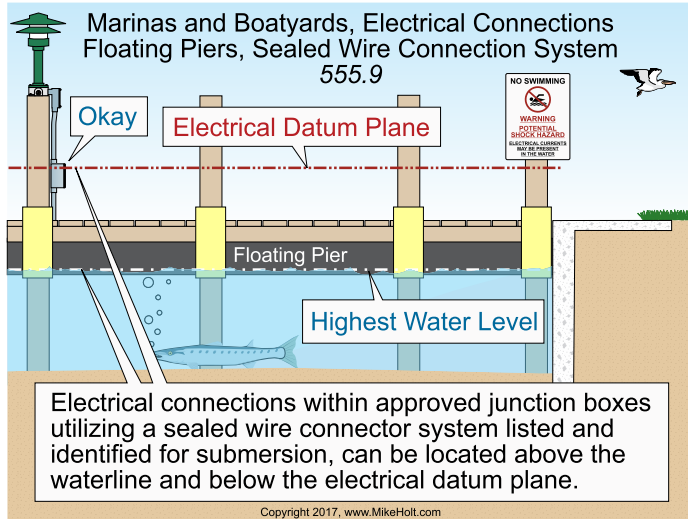 Marinas and Boatyards, Electrical Connections
Floating Piers, Sealed Wire Connection System
555.9
NO SWIMMING
WARNING
POTENTIAL
SHOCK HAZARD
ELECTRICAL CURRENTS
MAY BE PRESENT
IN THE WATER
Okay
Electrical Datum Plane
Floating Pier
Highest Water Level
Electrical connections within approved junction boxes
utilizing a sealed wire connector system listed and
identified for submersion, can be located above the
waterline and below the electrical datum plane.
Copyright 2017, www.MikeHolt.com